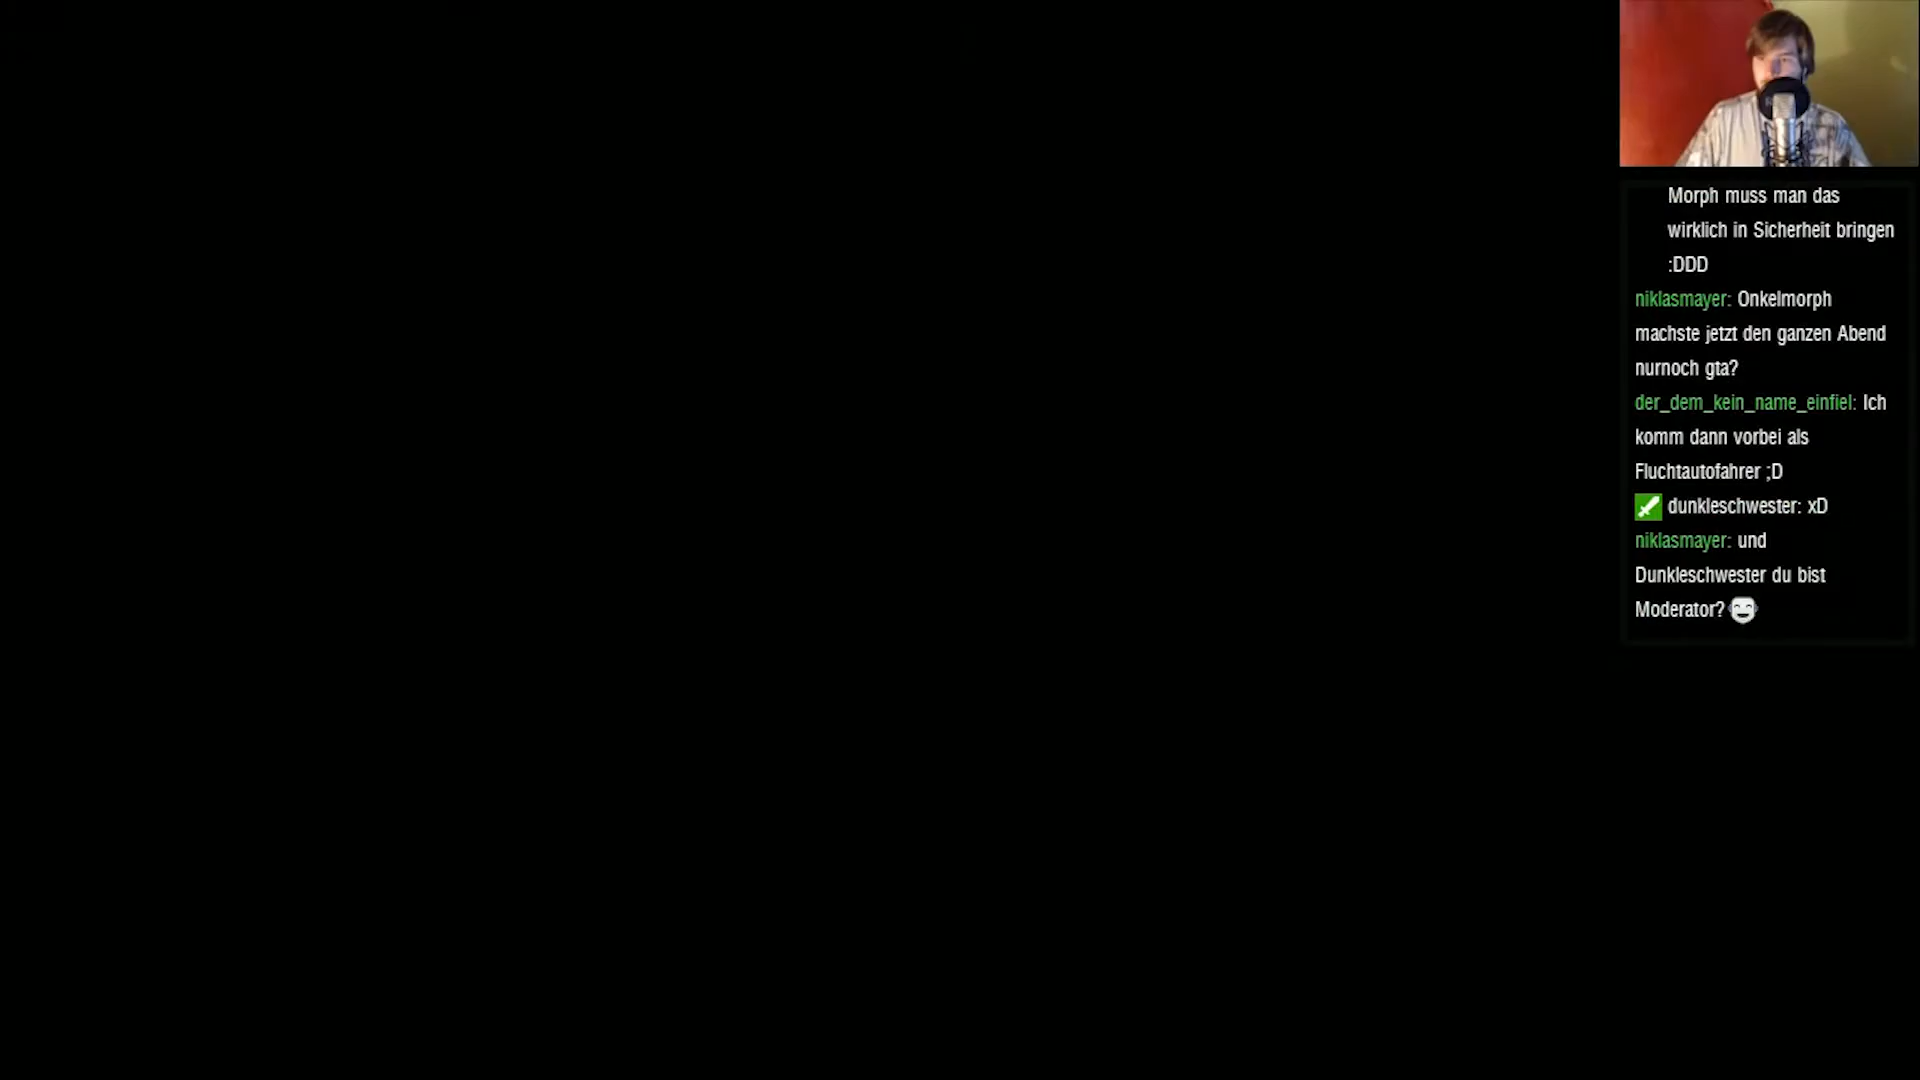 Morph muss man das
wirklich in Sicherheit bringen
:DDD
niklasmayer: Onkelmorph
machste jetzt den ganzen Abend
nurnoch gta?
der_dem_kein_name_einfiel: Ich
komm dann vorbei als
Fluchtautofahrer ;D
dunkleschwester: xD
niklasmayer: und
Dunkleschwester du bist
Moderator?